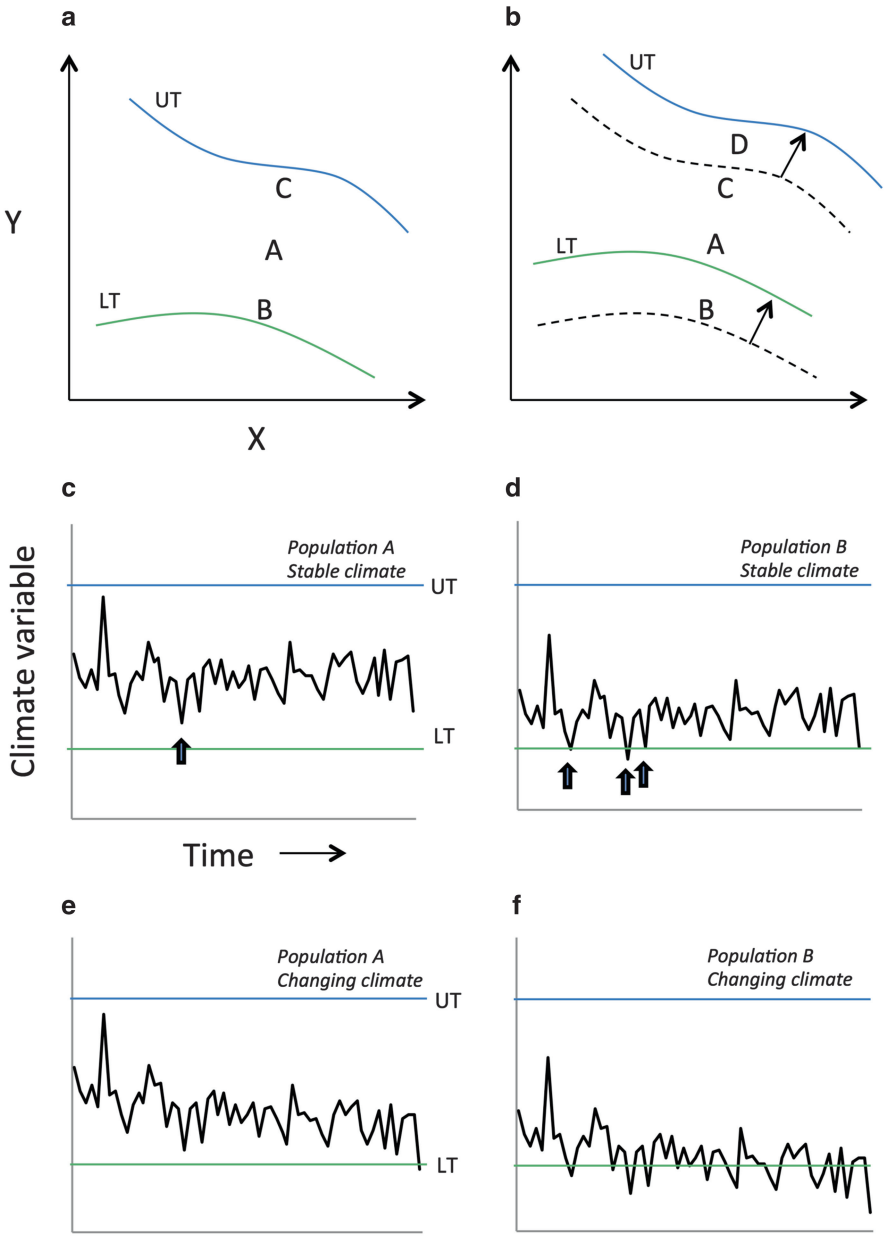 a
UT
C
Y
A
LT
B
X
b
UT
D
C
LT
A
B
c
Population A
Stable climate
UT
LT
Climate variable
Time
d
Population B
Stable climate
e
Population A
Changing climate
UT
LT
f
Population B
Changing climate